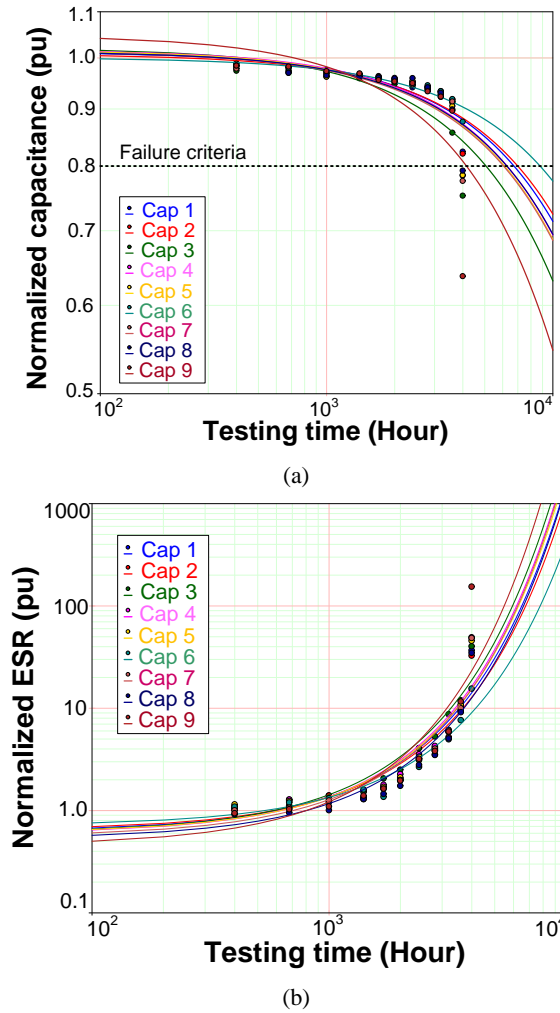 Normalized capacitance (pu)
1.1
1.0
0.9
0.8
0.7
0.6
0.5
Failure criteria
Cap 1
Cap 2
Cap 3
Cap 4
Cap 5
Cap 6
Cap 7
Cap 8
Cap 9
10²
10³
10⁴
Testing time (Hour)
(a)
Normalized ESR (pu)
1000
100
10
1.0
0.1
Cap 1
Cap 2
Cap 3
Cap 4
Cap 5
Cap 6
Cap 7
Cap 8
Cap 9
10²
10³
Testing time (Hour)
(b)